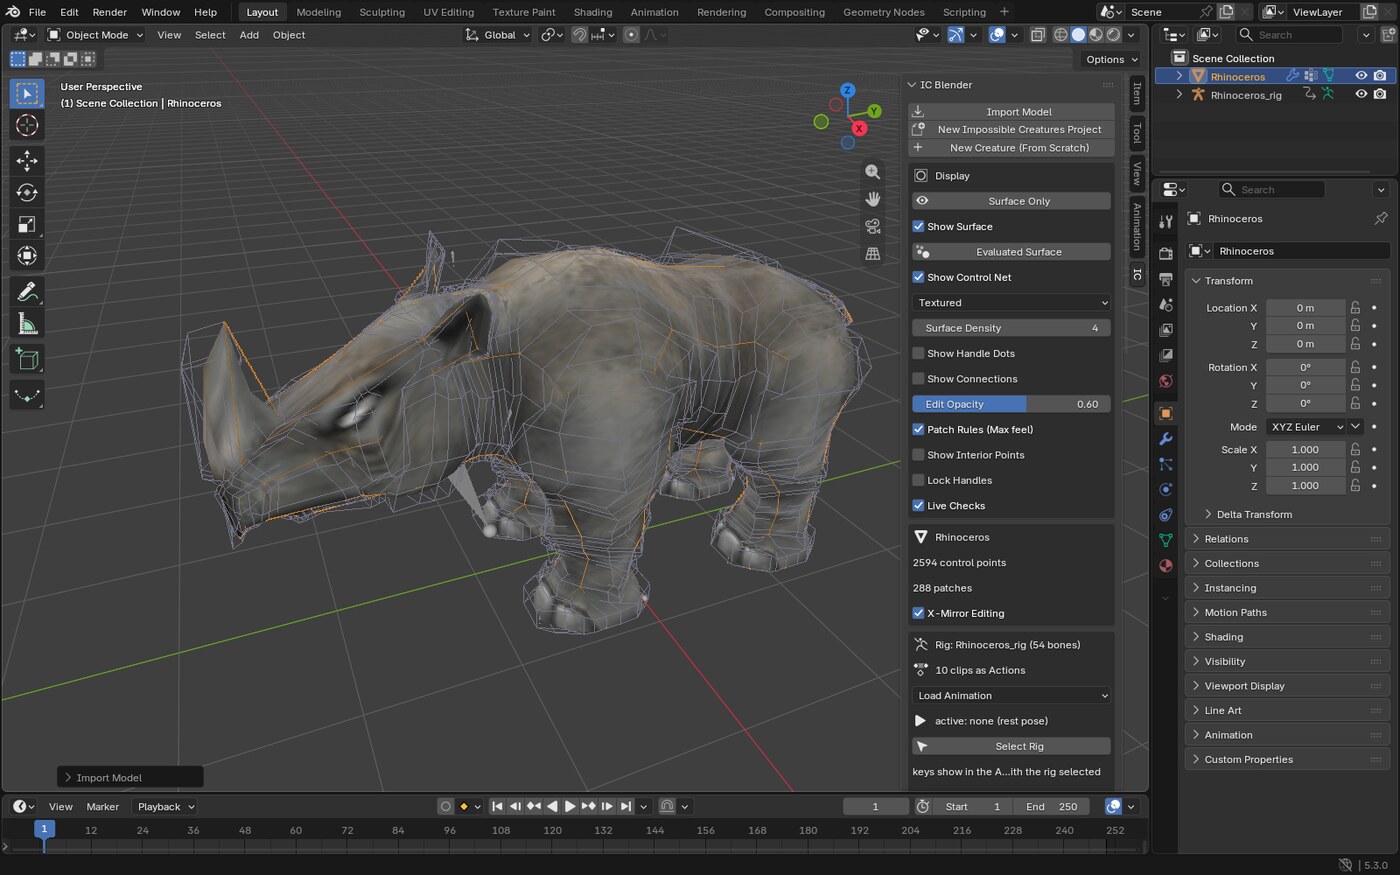 File Edit Render Window Help Layout Modeling Sculpting UV Editing Texture Paint Shading Animation Rendering Compositing Geometry Nodes Scripting + Scene ViewLayer
Object Mode View Select Add Object Global
Options
User Perspective
(1) Scene Collection | Rhinoceros
Z
Y
X
IC Blender
Import Model
New Impossible Creatures Project
New Creature (From Scratch)
Display
Surface Only
Show Surface
Evaluated Surface
Show Control Net
Textured
Surface Density 4
Show Handle Dots
Show Connections
Edit Opacity 0.60
Patch Rules (Max feel)
Show Interior Points
Lock Handles
Live Checks
Rhinoceros
2594 control points
288 patches
X-Mirror Editing
Rig: Rhinoceros_rig (54 bones)
10 clips as Actions
Load Animation
active: none (rest pose)
Select Rig
keys show in the A...ith the rig selected
Item
Tool
View
Animation
IC
Import Model
Search
Scene Collection
Rhinoceros
Rhinoceros_rig
Search
Rhinoceros
Rhinoceros
Transform
Location X 0 m
Y 0 m
Z 0 m
Rotation X 0°
Y 0°
Z 0°
Mode XYZ Euler
Scale X 1.000
Y 1.000
Z 1.000
Delta Transform
Relations
Collections
Instancing
Motion Paths
Shading
Visibility
Viewport Display
Line Art
Animation
Custom Properties
View Marker Playback 1 Start 1 End 250
1 12 24 36 48 60 72 84 96 108 120 132 144 156 168 180 192 204 216 228 240 252
5.3.0